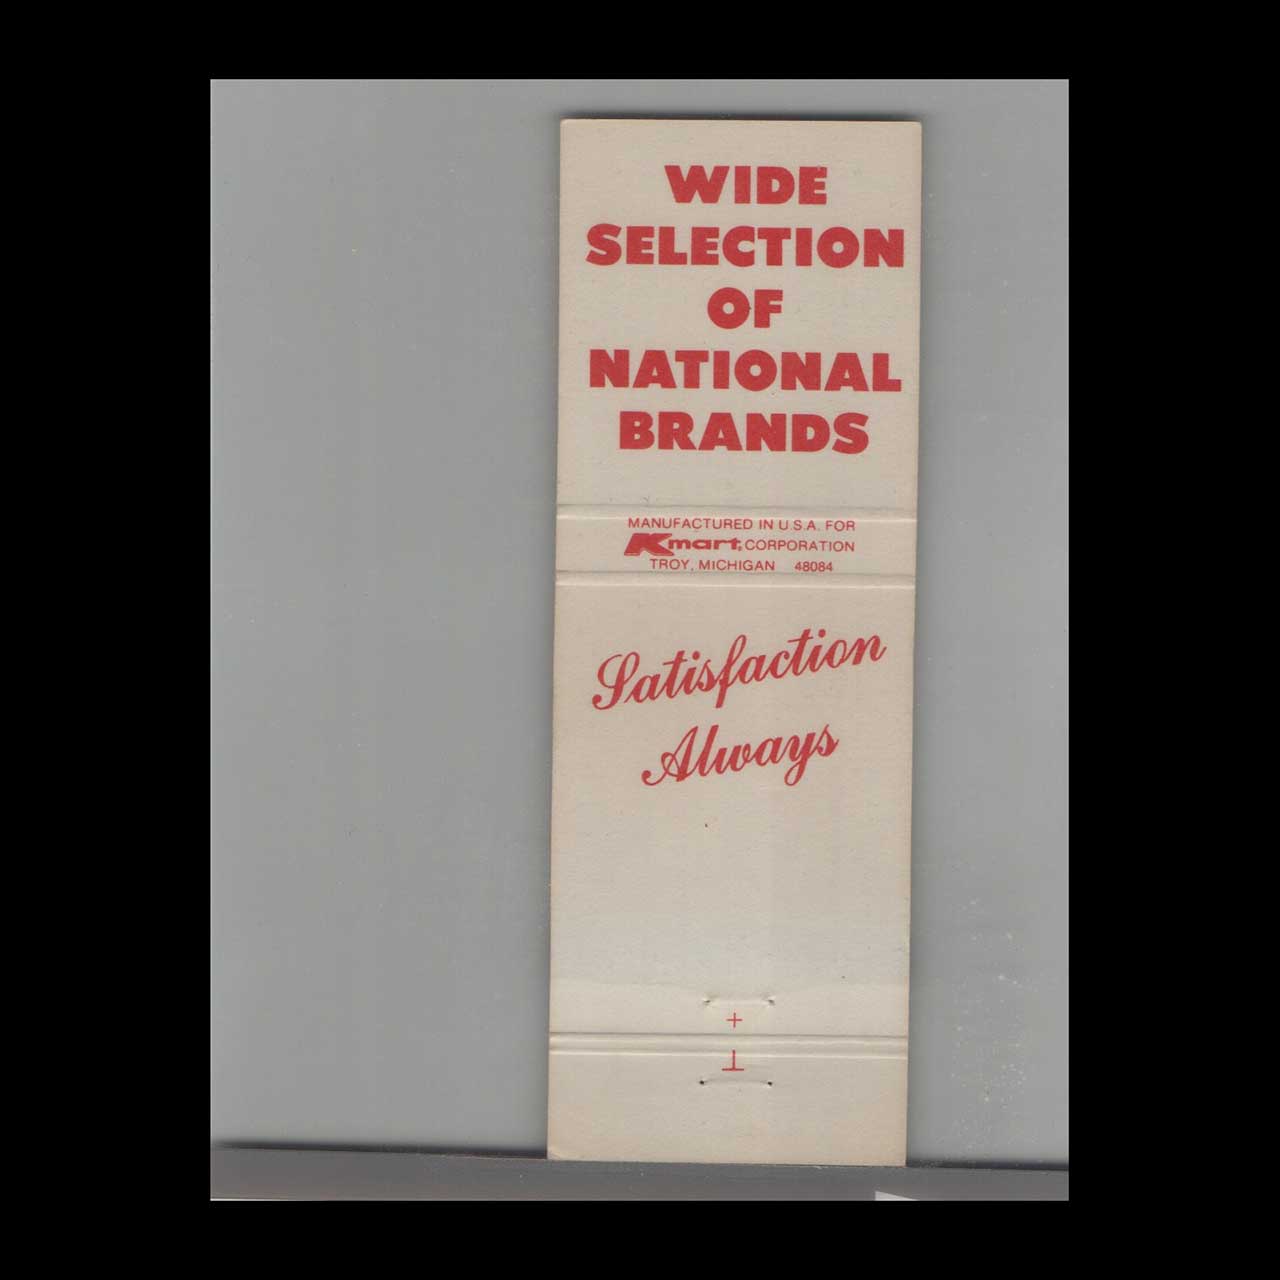 WIDE
SELECTION
OF
NATIONAL
BRANDS
MANUFACTURED IN U.S.A. FOR
Kmart® CORPORATION
TROY, MICHIGAN 48084
Satisfaction
Always